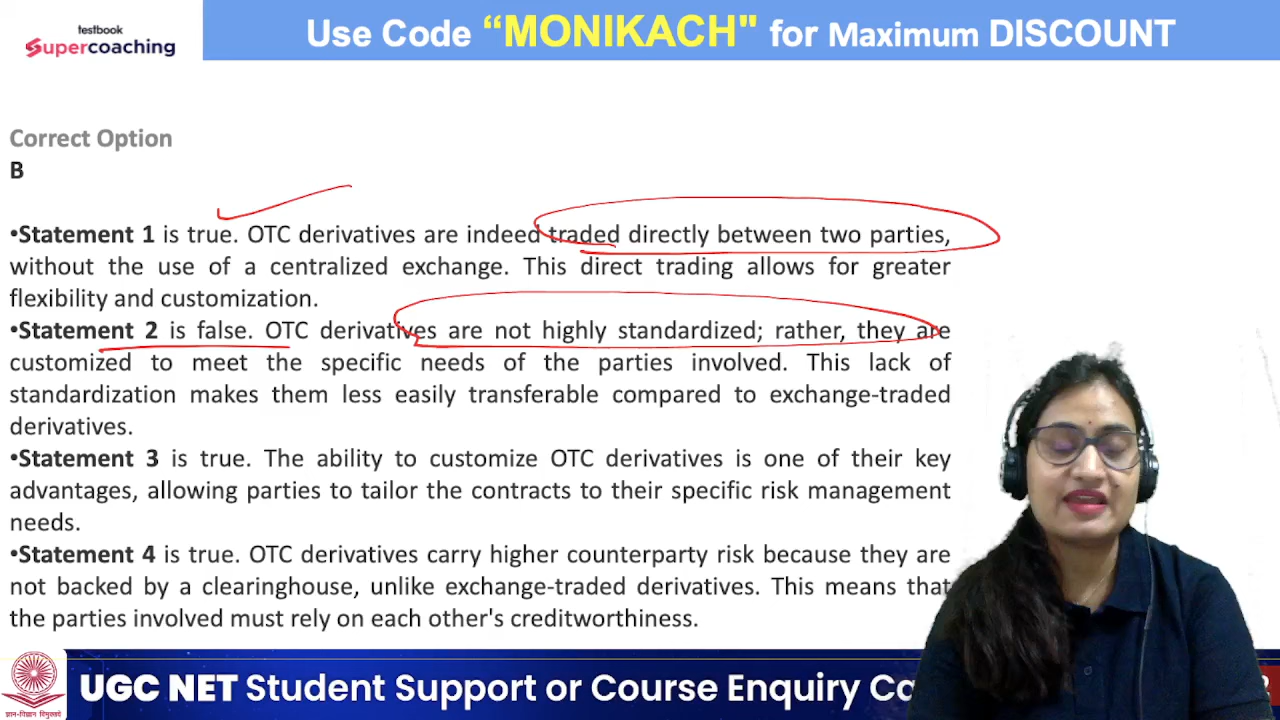 testbook
Supercoaching
Use Code “MONIKACH" for Maximum DISCOUNT
Correct Option
B
•Statement 1 is true. OTC derivatives are indeed traded directly between two parties,
without the use of a centralized exchange. This direct trading allows for greater
flexibility and customization.
•Statement 2 is false. OTC derivatives are not highly standardized; rather, they are
customized to meet the specific needs of the parties involved. This lack of
standardization makes them less easily transferable compared to exchange-traded
derivatives.
•Statement 3 is true. The ability to customize OTC derivatives is one of their key
advantages, allowing parties to tailor the contracts to their specific risk management
needs.
•Statement 4 is true. OTC derivatives carry higher counterparty risk because they are
not backed by a clearinghouse, unlike exchange-traded derivatives. This means that
the parties involved must rely on each other's creditworthiness.
ज्ञान-विज्ञानं विमुक्तये
UGC NET Student Support or Course Enquiry Ca